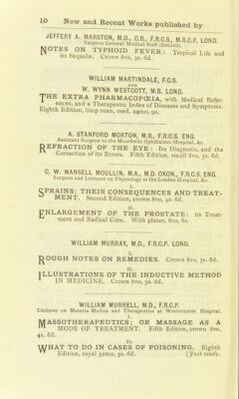 10 New and Recent Works published by
JEFFERY A. MARSTON, M.D., C.B., F.R.C.S., M.R.C.P. LOND.
Surgeon General Medical Staff (Retired).
NOTES ON TYPHOID FEVER: Tropical Life and
its Sequelæ. Crown 8vo, 3s. 6d.
WILLIAM MARTINDALE, F.C.S.
AND
W. WYNN WESTCOTT, M.B. LOND.
THE EXTRA PHARMACOPŒIA, with Medical Refer-
ences, and a Therapeutic Index of Diseases and Symptoms.
Eighth Edition, limp roan, med. 24mo, 9s.
A. STANFORD MORTON, M.B., F.R.C.S. ENG.
Assistant Surgeon to the Moorfields Ophthalmic Hospital, &c.
REFRACTION OF THE EYE: Its Diagnosis, and the
Correction of its Errors. Fifth Edition, small 8vo, 3s. 6d.
C. W. MANSELL MOULLIN, M.A., M.D. OXON., F.R.C.S. ENG.
Surgeon and Lecturer on Physiology at the London Hospital, &c.
I.
SPRAINS; THEIR CONSEQUENCES AND TREAT-
MENT. Second Edition, crown 8vo, 4s. 6d.
II.
ENLARGEMENT OF THE PROSTATE: its Treat-
ment and Radical Cure. With plates, 8vo, 6s.
WILLIAM MURRAY, M.D., F.R.C.P. LOND.
I.
ROUGH NOTES ON REMEDIES. Crown 8vo, 3s. 6d.
II.
ILLUSTRATIONS OF THE INDUCTIVE METHOD
IN MEDICINE. Crown 8vo, 3s. 6d.
WILLIAM MURRELL, M.D., F.R.C.P.
Lecturer on Materia Medica and Therapeutics at Westminster Hospital.
I.
MASSOTHERAPEUTICS; OR MASSAGE AS A
MODE OF TREATMENT. Fifth Edition, crown 8vo,
4s. 6d.
II.
WHAT TO DO IN CASES OF POISONING. Eighth
Edition, royal 32mo, 3s. 6d. [Just ready.